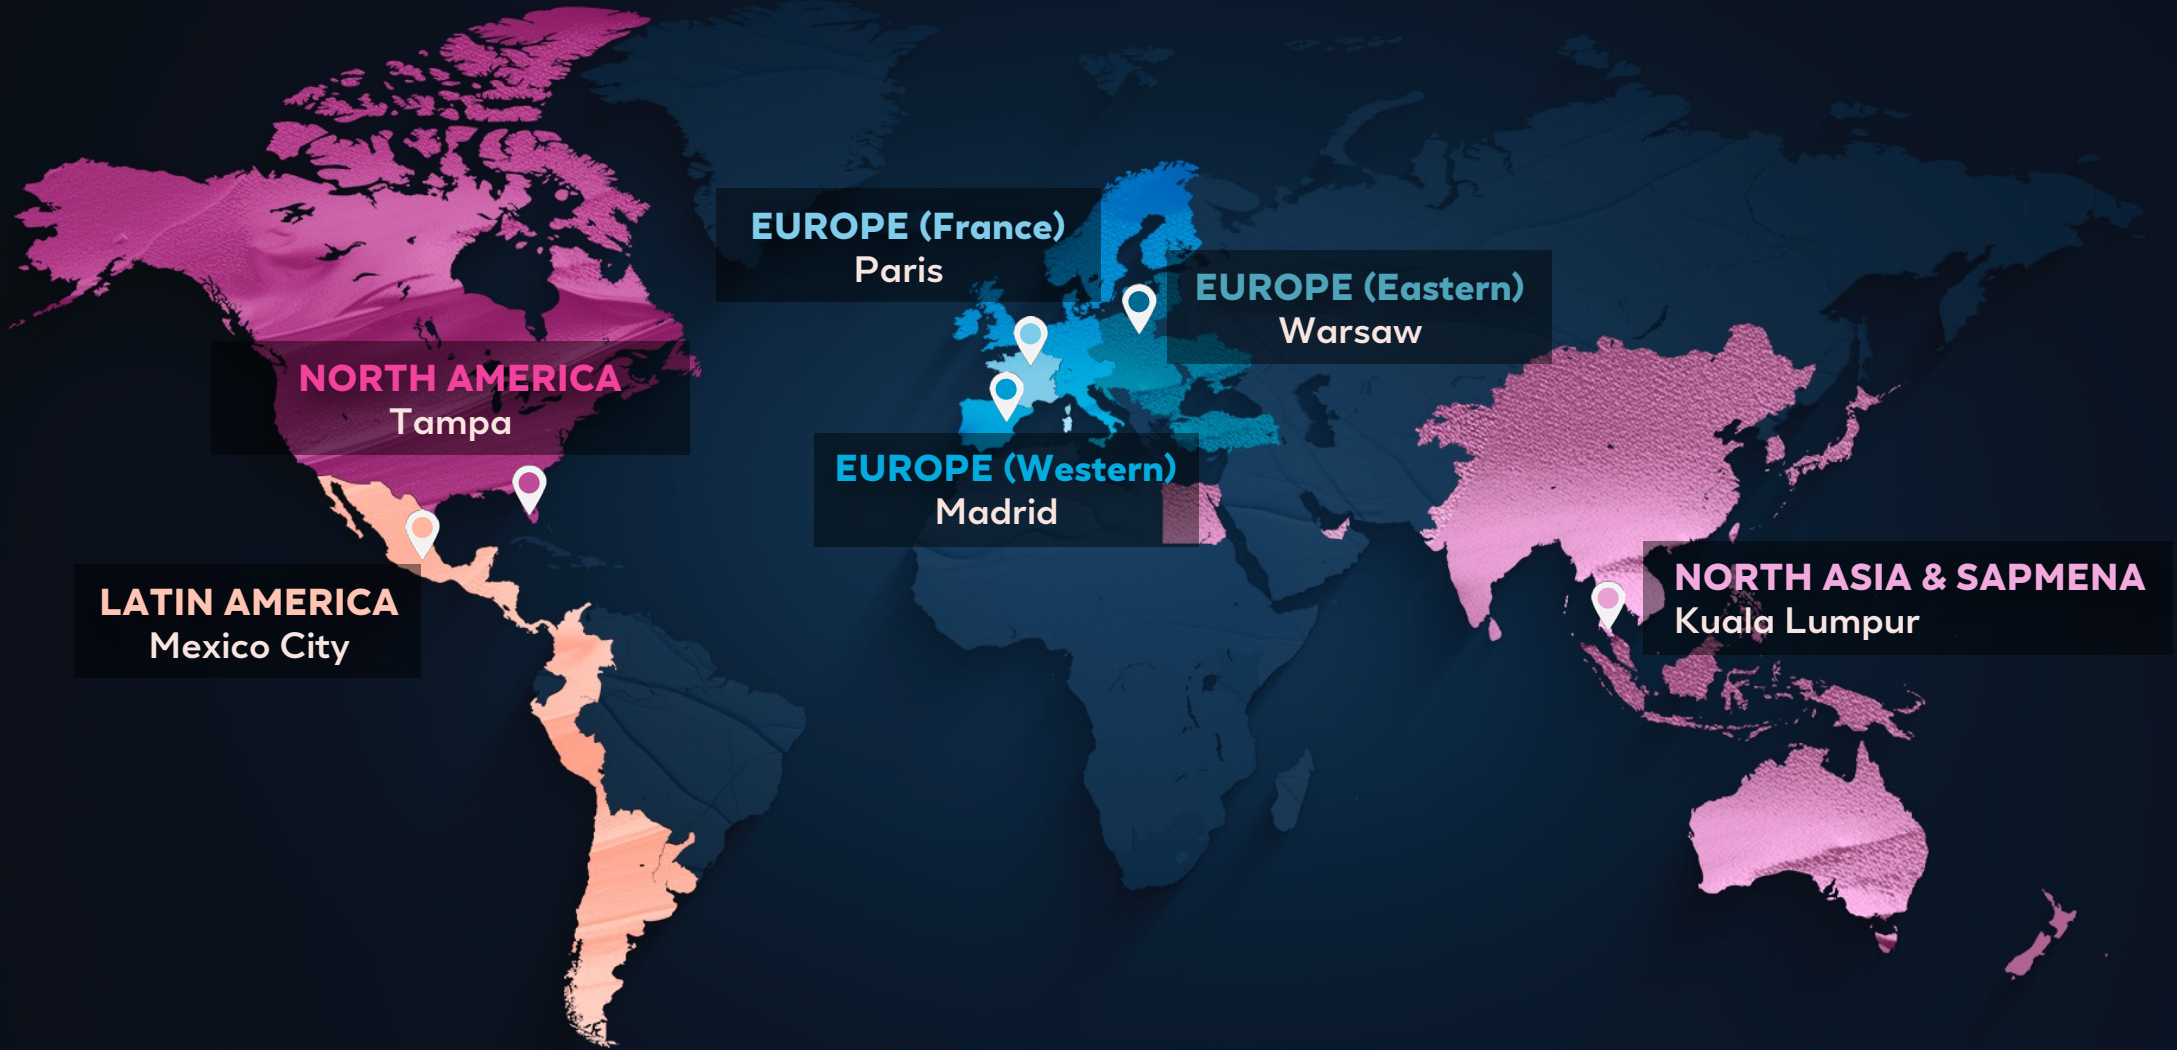 EUROPE (France)
Paris
EUROPE (Eastern)
Warsaw
NORTH AMERICA
Tampa
EUROPE (Western)
Madrid
LATIN AMERICA
Mexico City
NORTH ASIA & SAPMENA
Kuala Lumpur